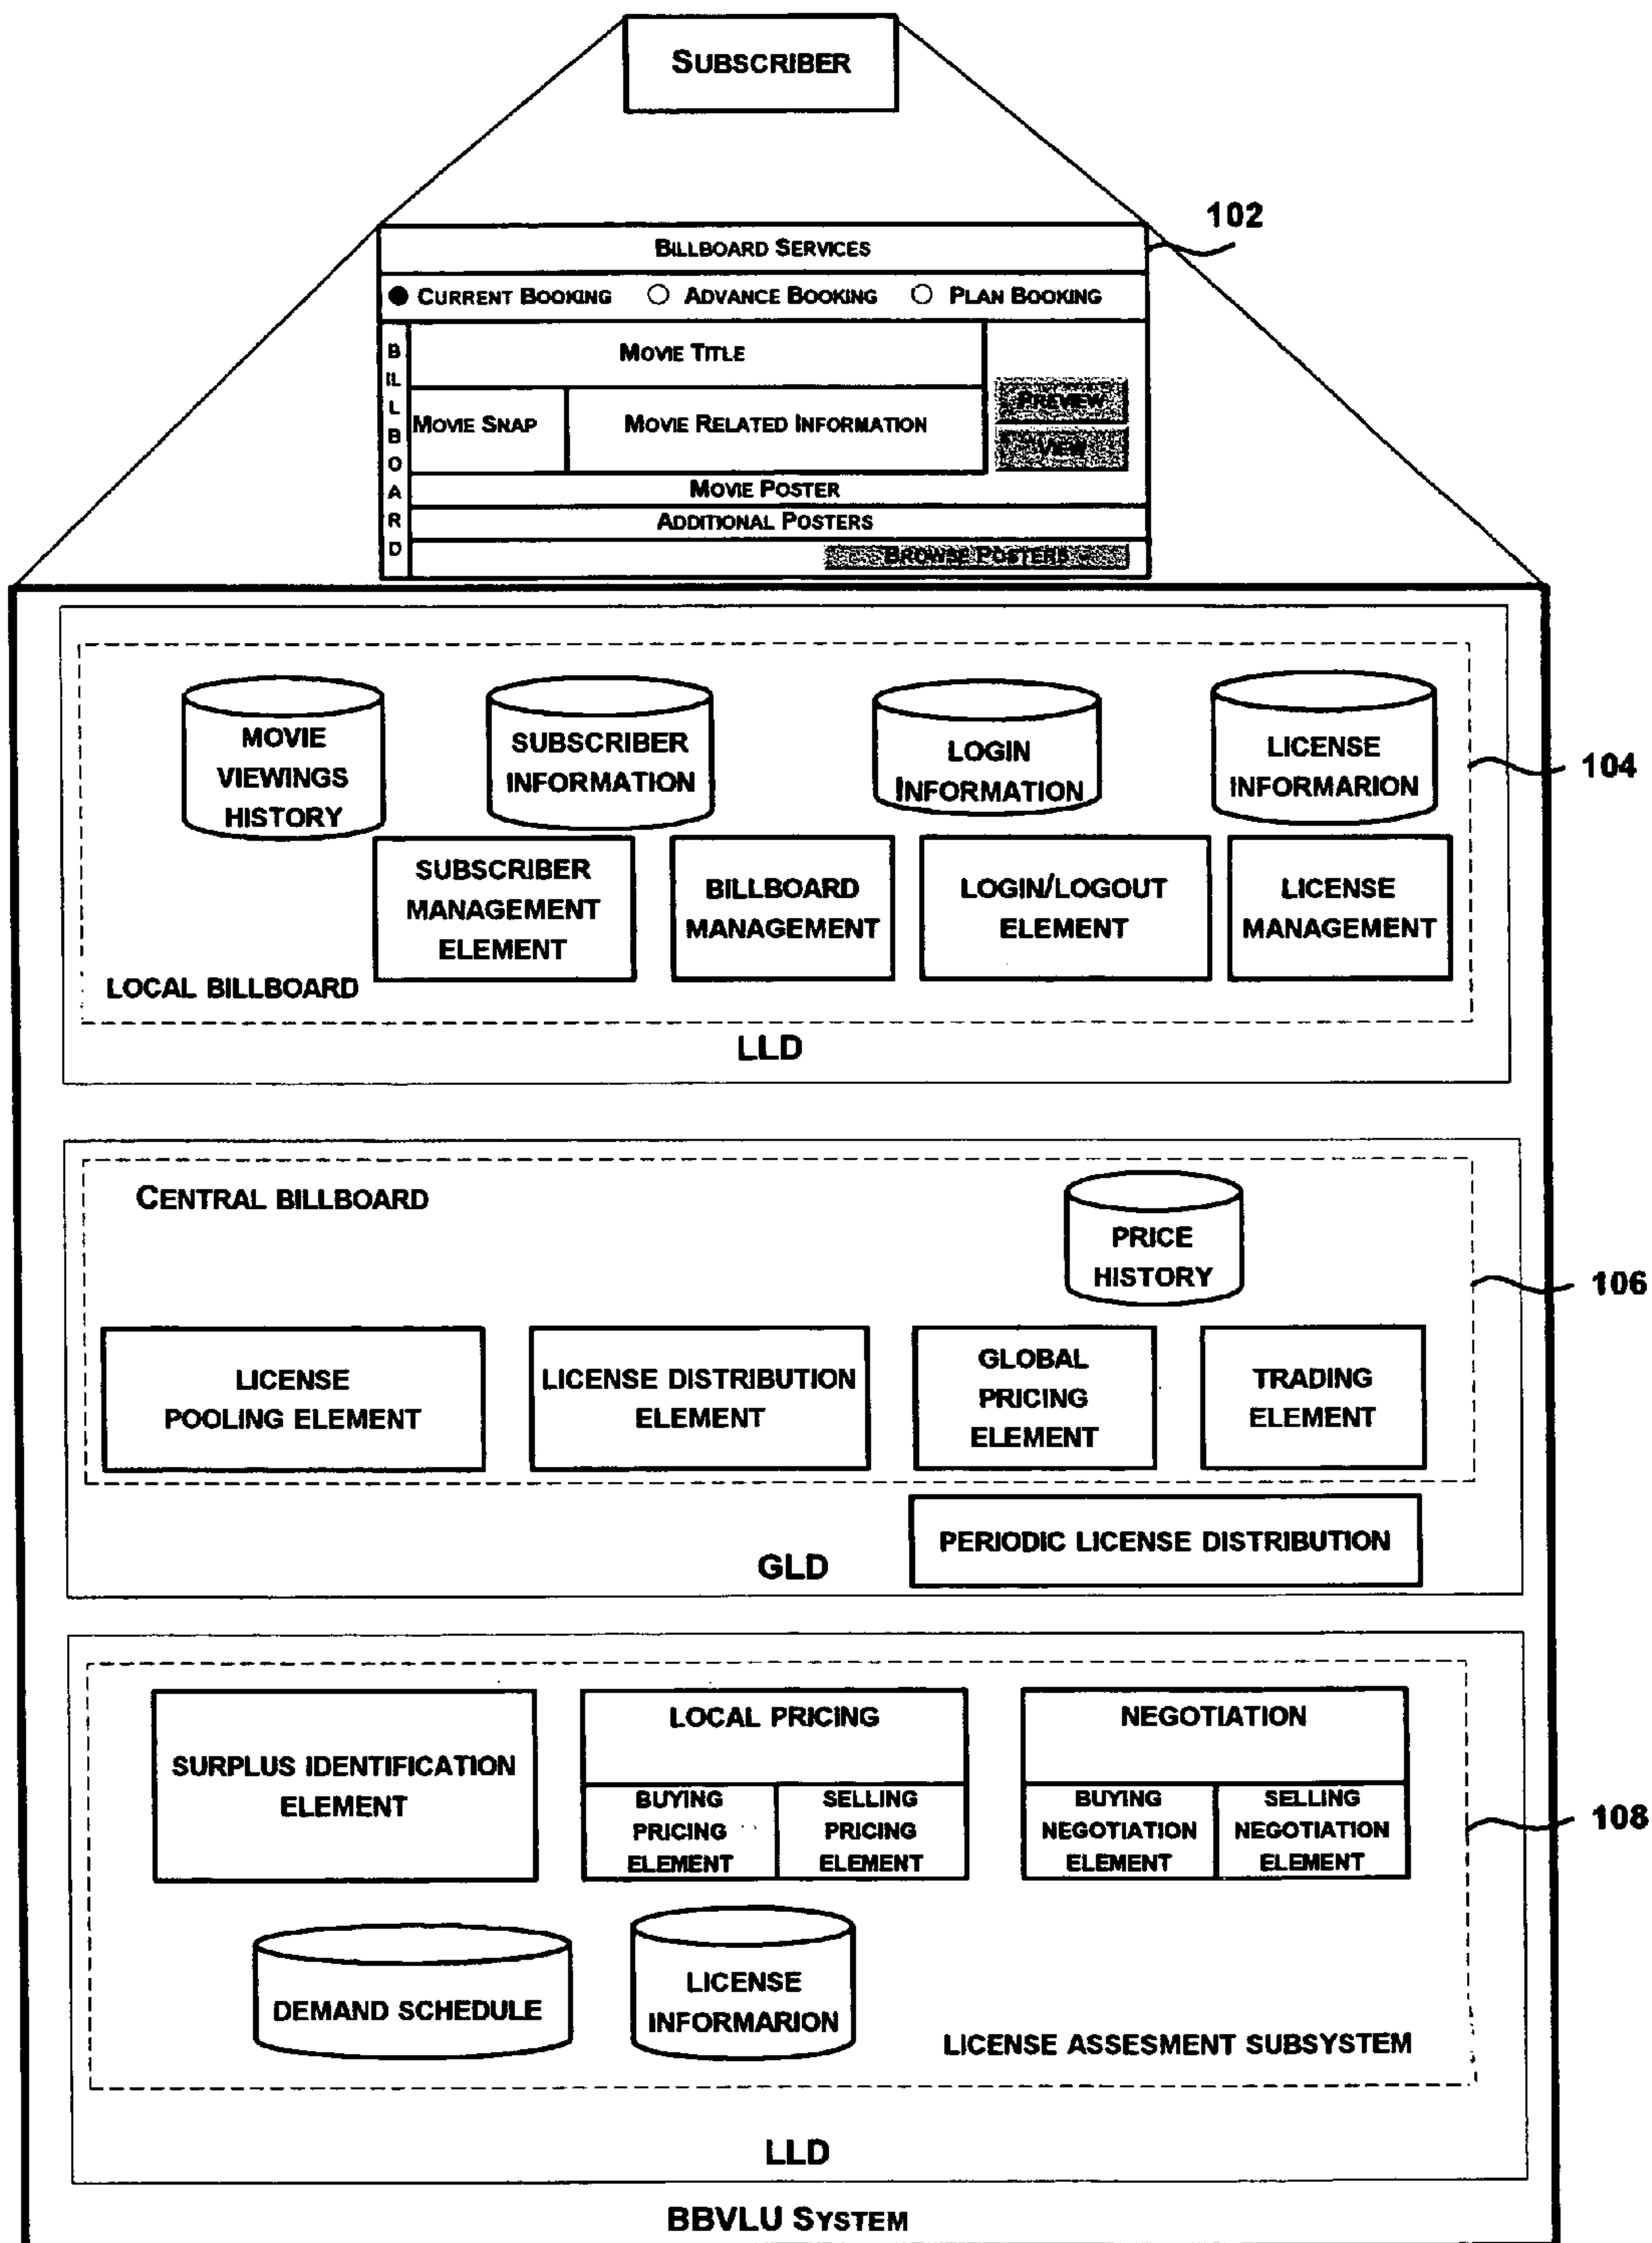 SUBSCRIBER
102
BILLBOARD SERVICES
CURRENT BOOKING ADVANCE BOOKING PLAN BOOKING
BILLBOARD
MOVIE TITLE
PREVIEW
MOVIE SNAP
MOVIE RELATED INFORMATION
VIEW
MOVIE POSTER
ADDITIONAL POSTERS
BROWSE POSTERS
MOVIE
VIEWINGS
HISTORY
SUBSCRIBER
INFORMATION
LOGIN
INFORMATION
LICENSE
INFORMARION
104
SUBSCRIBER
MANAGEMENT
ELEMENT
BILLBOARD
MANAGEMENT
LOGIN/LOGOUT
ELEMENT
LICENSE
MANAGEMENT
LOCAL BILLBOARD
LLD
CENTRAL BILLBOARD
PRICE
HISTORY
106
LICENSE
POOLING ELEMENT
LICENSE DISTRIBUTION
ELEMENT
GLOBAL
PRICING
ELEMENT
TRADING
ELEMENT
PERIODIC LICENSE DISTRIBUTION
GLD
SURPLUS IDENTIFICATION
ELEMENT
LOCAL PRICING
BUYING
PRICING
ELEMENT
SELLING
PRICING
ELEMENT
NEGOTIATION
BUYING
NEGOTIATION
ELEMENT
SELLING
NEGOTIATION
ELEMENT
108
DEMAND SCHEDULE
LICENSE
INFORMARION
LICENSE ASSESMENT SUBSYSTEM
LLD
BBVLU SYSTEM